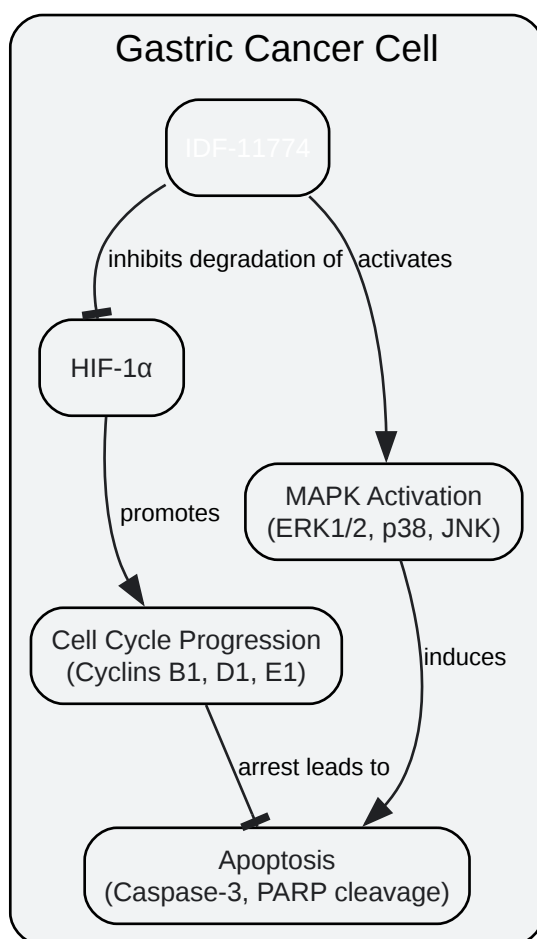 Gastric Cancer Cell
IDF-11774
inhibits degradation of
activates
HIF-1α
MAPK Activation
(ERK1/2, p38, JNK)
promotes
Cell Cycle Progression
(Cyclins B1, D1, E1)
induces
arrest leads to
Apoptosis
(Caspase-3, PARP cleavage)